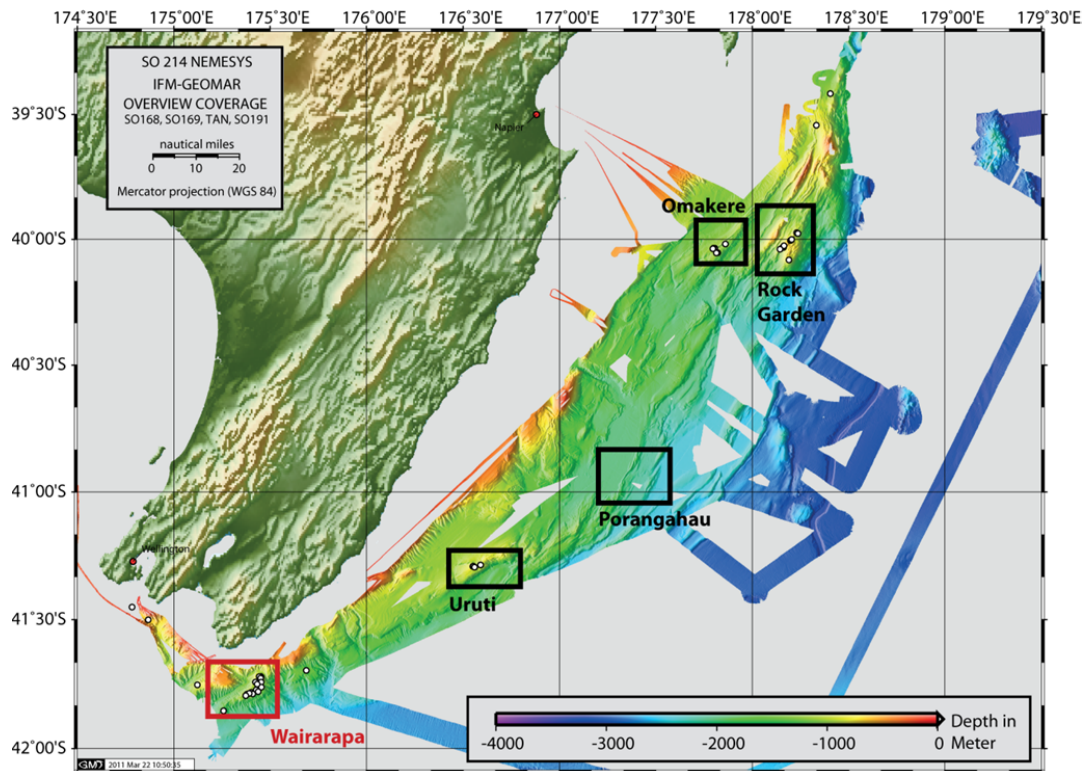 174°30'E 175°00' 175°30' 176°00' 176°30' 177°00' 177°30' 178°00' 178°30' 179°00' 179°30'E
SO 214 NEMESYS
IFM-GEOMAR
OVERVIEW COVERAGE
SO168, SO169, TAN, SO191
nautical miles
0 10 20
Mercator projection (WGS 84)
39°30'S
Napier
Omakere
40°00'S
Rock
Garden
40°30'S
41°00'S
Porangahau
Wellington
Uruti
41°30'S
Wairarapa
42°00'S
Depth in
-4000 -3000 -2000 -1000 0 Meter
GMD 2011 Mar 22 10:50:35